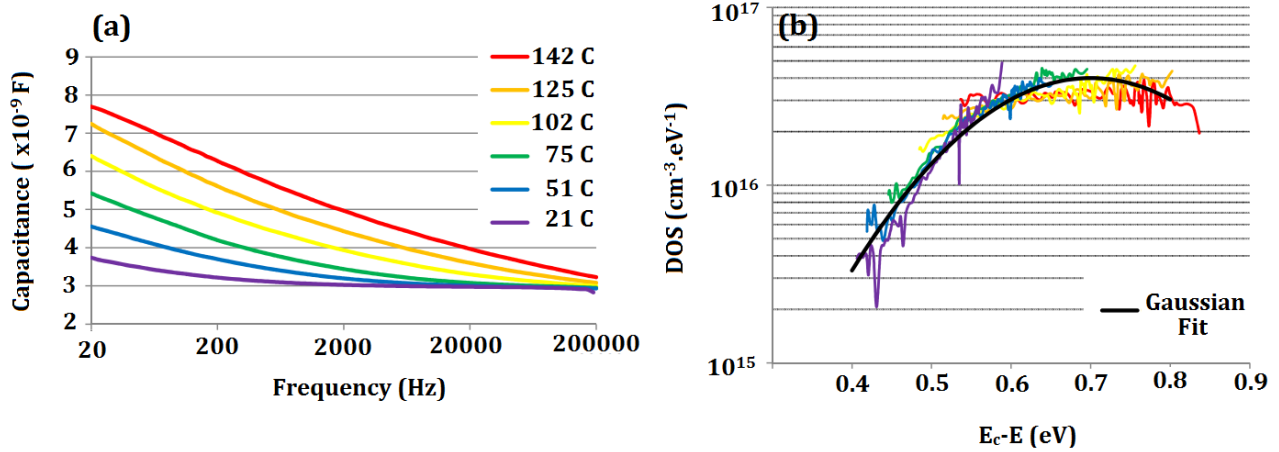 (a)
9
8
7
6
5
4
3
2
Capacitance ( x10⁻⁹ F)
142 C
125 C
102 C
75 C
51 C
21 C
20
200
2000
20000
200000
Frequency (Hz)
(b)
10¹⁷
10¹⁶
10¹⁵
DOS (cm⁻³.eV⁻¹)
Gaussian
Fit
0.4
0.5
0.6
0.7
0.8
0.9
E꜀-E (eV)